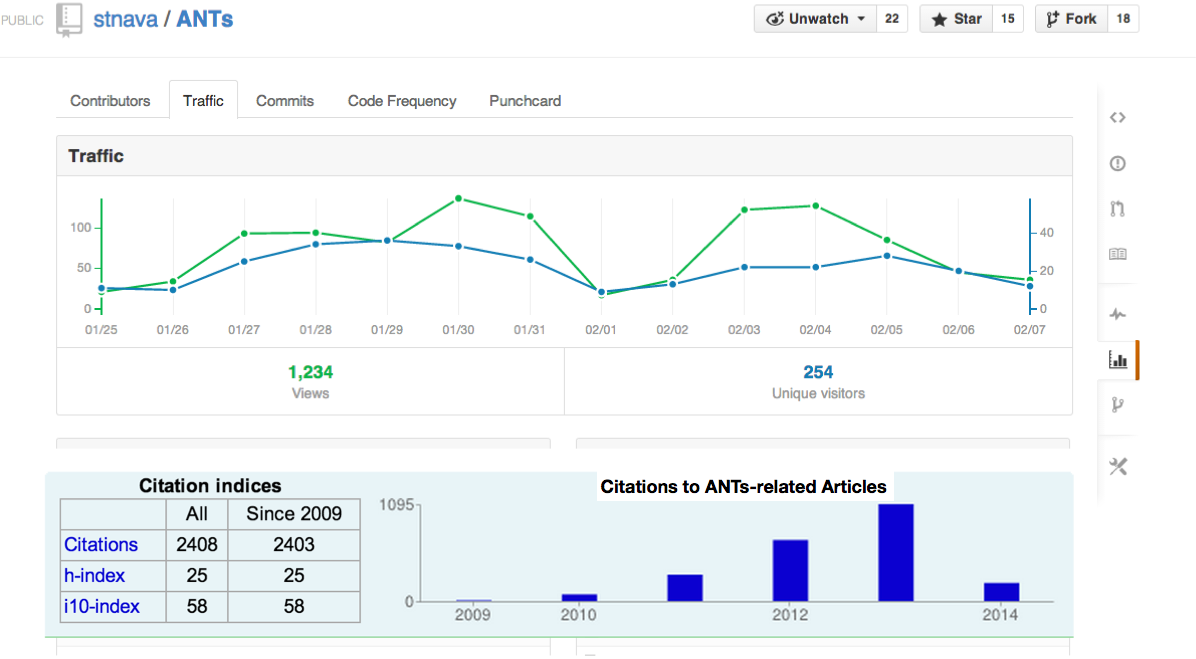 PUBLIC stnava / ANTs Unwatch 22 Star 15 Fork 18
Contributors Traffic Commits Code Frequency Punchcard
Traffic
100
50
0
40
20
0
01/25 01/26 01/27 01/28 01/29 01/30 01/31 02/01 02/02 02/03 02/04 02/05 02/06 02/07
1,234
Views
254
Unique visitors
Citation indices
All Since 2009
Citations 2408 2403
h-index 25 25
i10-index 58 58
Citations to ANTs-related Articles
1095
0
2009 2010 2012 2014